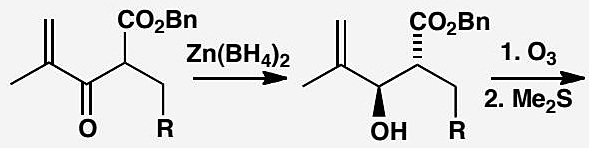 CO2Bn
Zn(BH4)2
O
R
CO2Bn
OH
R
1. O3
2. Me2S